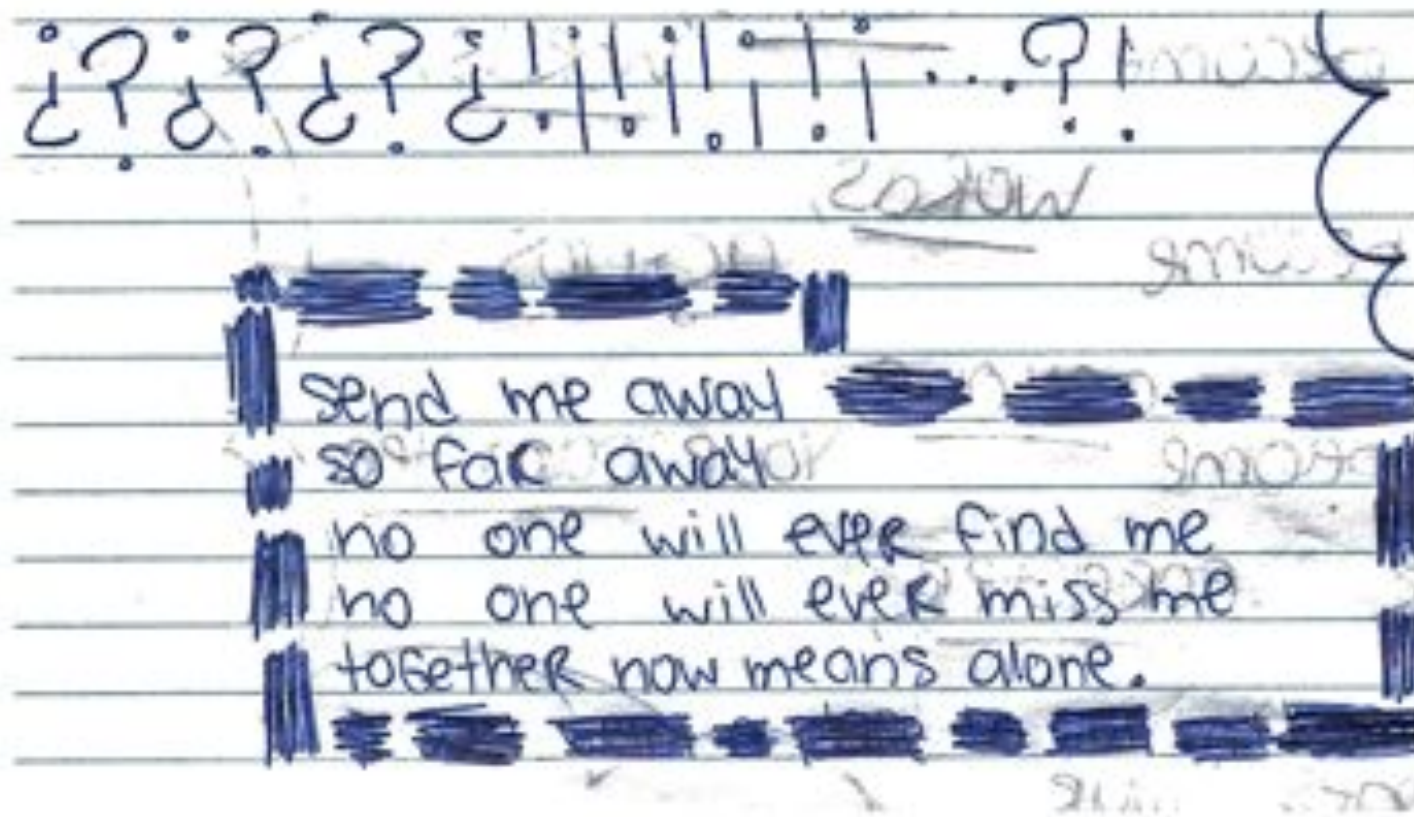 ¿?¿?¿?¿!¡!¡!¡!¡...?!
send me away
so far away
no one will ever find me
no one will ever miss me
together now means alone.